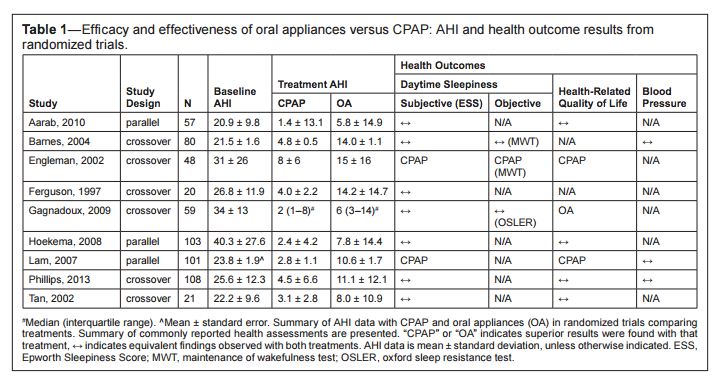 Table 1—Efficacy and effectiveness of oral appliances versus CPAP: AHI and health outcome results from
randomized trials.
Health Outcomes
Treatment AHI Daytime Sleepiness
Study Study Design N Baseline AHI CPAP OA Subjective (ESS) Objective Health-Related Quality of Life Blood Pressure
Aarab, 2010 parallel 57 20.9 ± 9.8 1.4 ± 13.1 5.8 ± 14.9 ↔ N/A ↔ N/A
Barnes, 2004 crossover 80 21.5 ± 1.6 4.8 ± 0.5 14.0 ± 1.1 ↔ ↔ (MWT) N/A ↔
Engleman, 2002 crossover 48 31 ± 26 8 ± 6 15 ± 16 CPAP CPAP (MWT) CPAP N/A
Ferguson, 1997 crossover 20 26.8 ± 11.9 4.0 ± 2.2 14.2 ± 14.7 ↔ N/A N/A N/A
Gagnadoux, 2009 crossover 59 34 ± 13 2 (1–8)# 6 (3–14)# ↔ ↔ (OSLER) OA N/A
Hoekema, 2008 parallel 103 40.3 ± 27.6 2.4 ± 4.2 7.8 ± 14.4 ↔ N/A ↔ N/A
Lam, 2007 parallel 101 23.8 ± 1.9^ 2.8 ± 1.1 10.6 ± 1.7 CPAP N/A CPAP ↔
Phillips, 2013 crossover 108 25.6 ± 12.3 4.5 ± 6.6 11.1 ± 12.1 ↔ N/A ↔ ↔
Tan, 2002 crossover 21 22.2 ± 9.6 3.1 ± 2.8 8.0 ± 10.9 ↔ N/A ↔ N/A
#Median (interquartile range). ^Mean ± standard error. Summary of AHI data with CPAP and oral appliances (OA) in randomized trials comparing
treatments. Summary of commonly reported health assessments are presented. “CPAP” or “OA” indicates superior results were found with that
treatment, ↔ indicates equivalent findings observed with both treatments. AHI data is mean ± standard deviation, unless otherwise indicated. ESS,
Epworth Sleepiness Score; MWT, maintenance of wakefulness test; OSLER, oxford sleep resistance test.